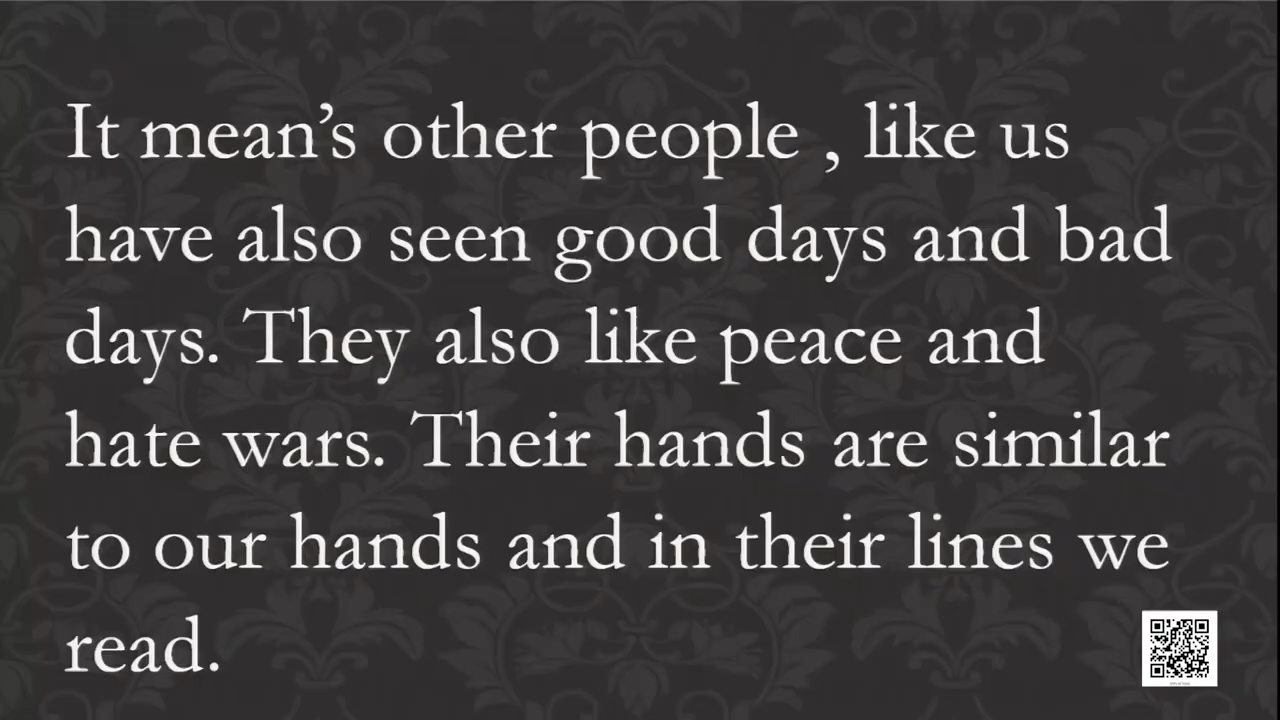 It mean’s other people , like us
have also seen good days and bad
days. They also like peace and
hate wars. Their hands are similar
to our hands and in their lines we
read.